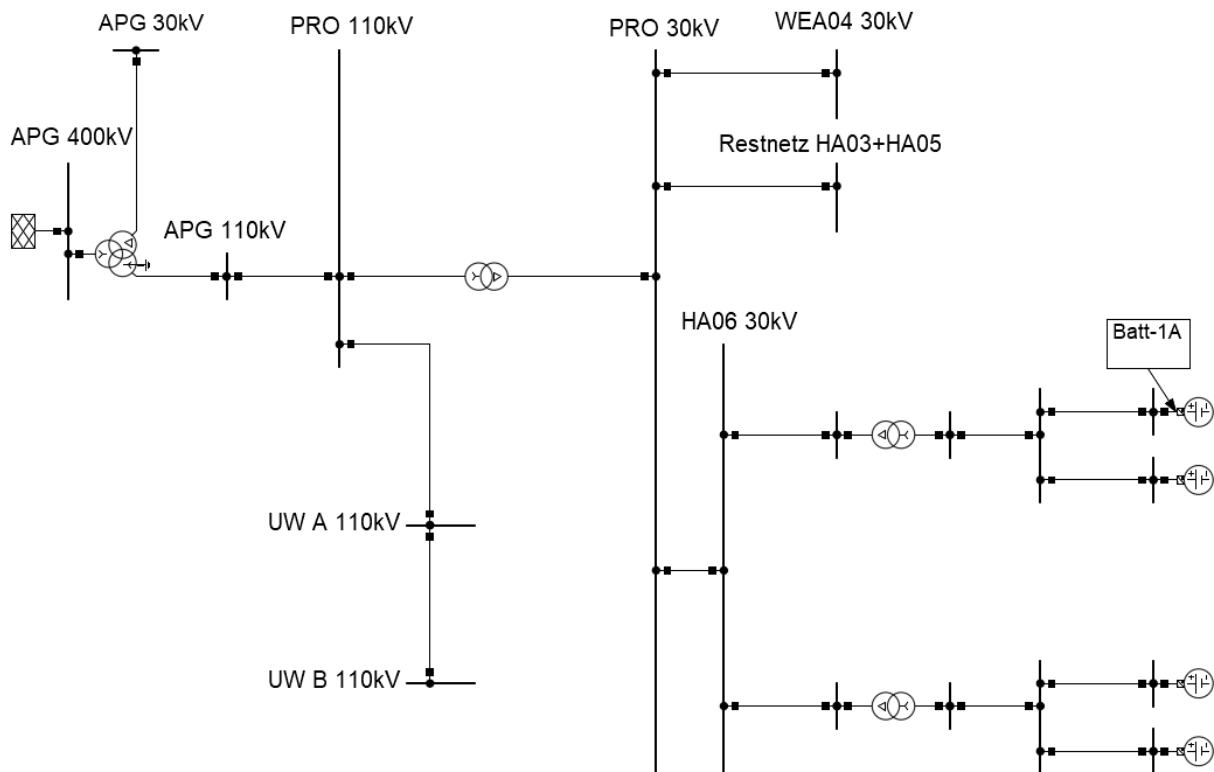 APG 30kV
PRO 110kV
PRO 30kV
WEA04 30kV
APG 400kV
Restnetz HA03+HA05
APG 110kV
HA06 30kV
Batt-1A
UW A 110kV
UW B 110kV